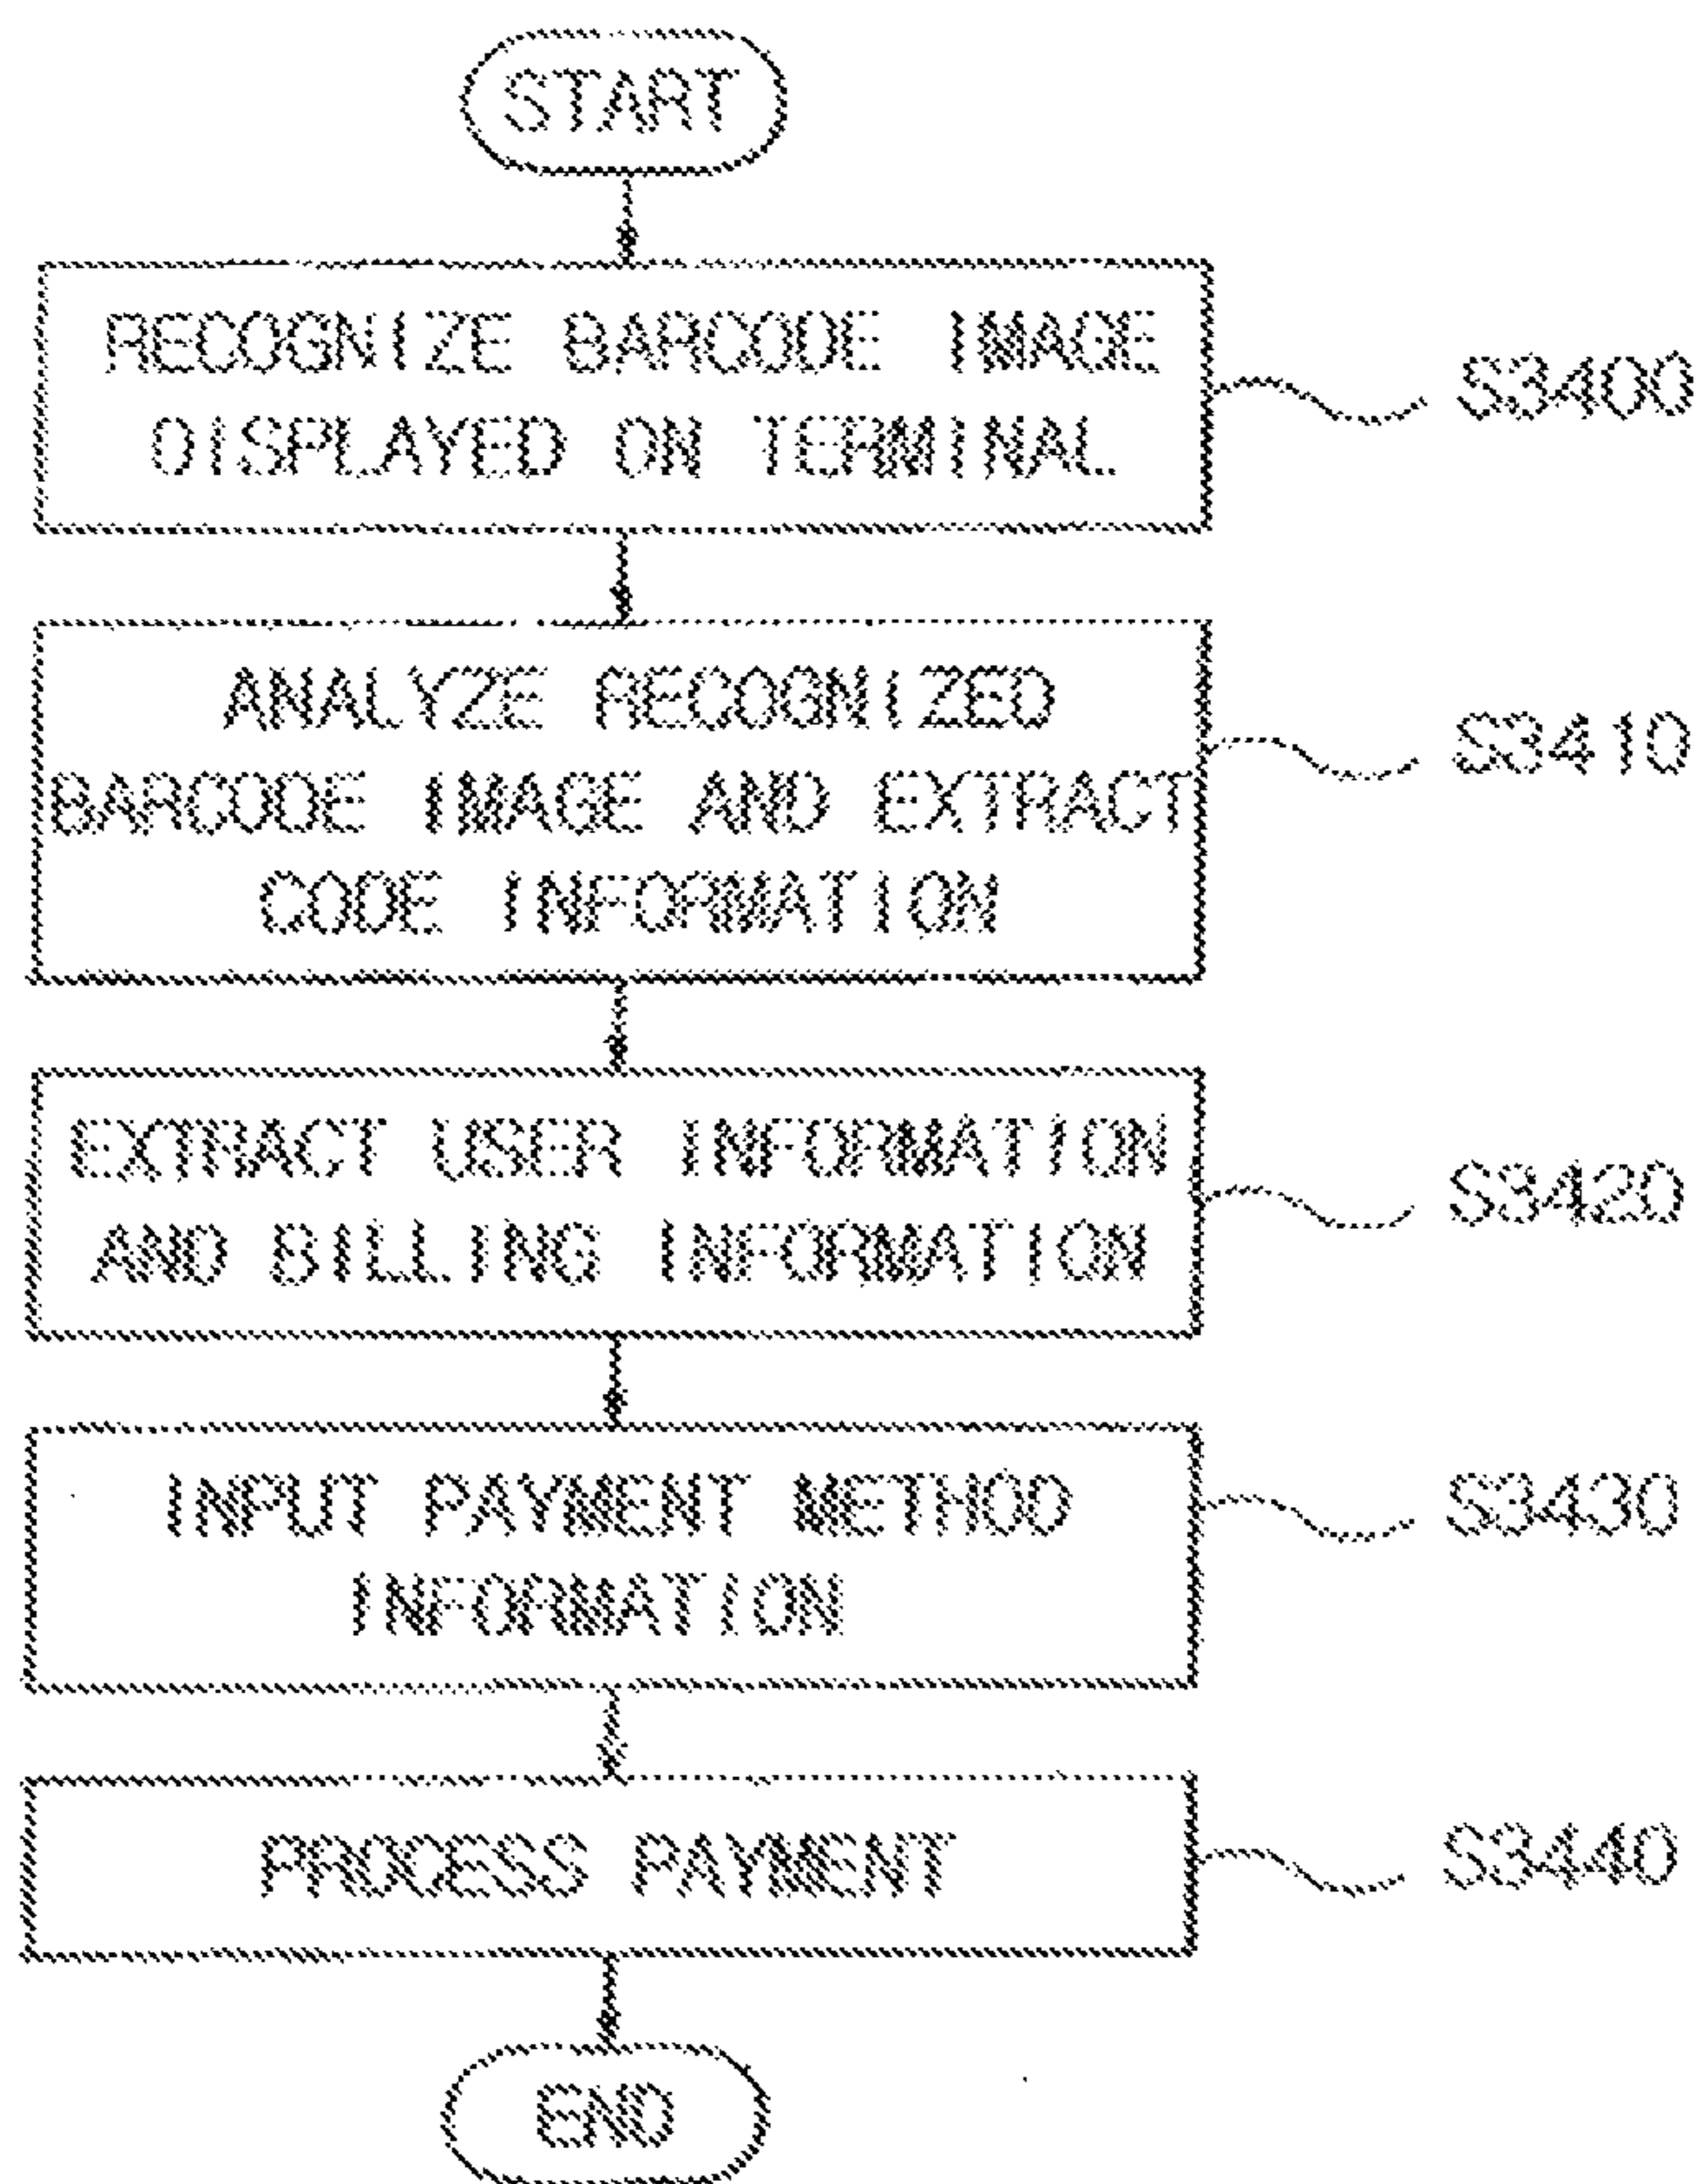 START
RECOGNIZE BARCODE IMAGE
DISPLAYED ON TERMINAL
S3400
ANALYZE RECOGNIZED
BARCODE IMAGE AND EXTRACT
CODE INFORMATION
S3410
EXTRACT USER INFORMATION
AND BILLING INFORMATION
S3420
INPUT PAYMENT METHOD
INFORMATION
S3430
PROCESS PAYMENT
S3440
END